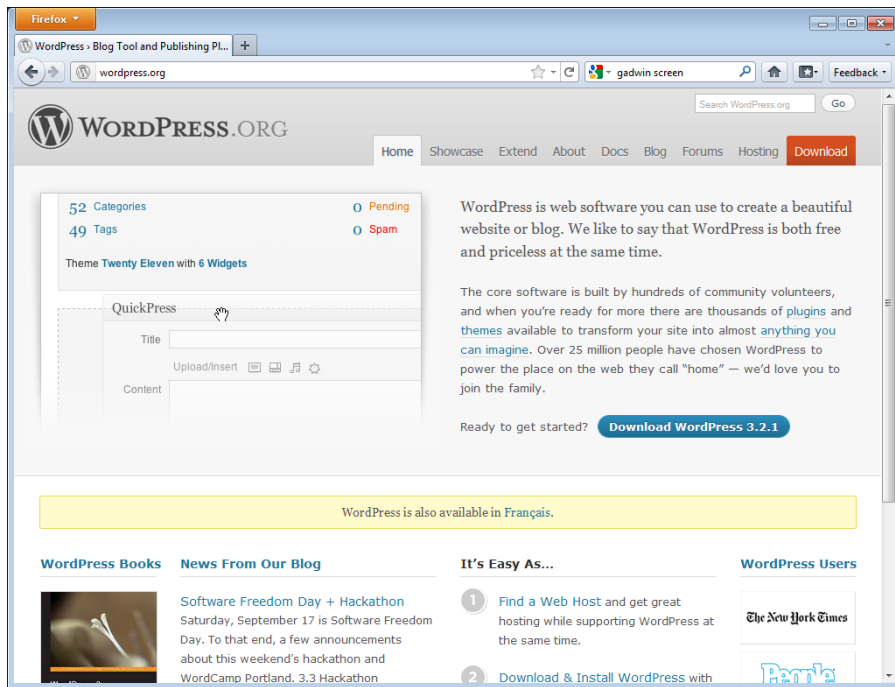 Firefox
WordPress › Blog Tool and Publishing Pl...
wordpress.org
gadwin screen
Feedback
Search WordPress.org
Go
WORDPRESS.ORG
Home Showcase Extend About Docs Blog Forums Hosting Download
52 Categories
0 Pending
49 Tags
0 Spam
Theme Twenty Eleven with 6 Widgets
QuickPress
Title
Upload/Insert
Content
WordPress is web software you can use to create a beautiful
website or blog. We like to say that WordPress is both free
and priceless at the same time.
The core software is built by hundreds of community volunteers,
and when you’re ready for more there are thousands of plugins and
themes available to transform your site into almost anything you
can imagine. Over 25 million people have chosen WordPress to
power the place on the web they call “home” — we’d love you to
join the family.
Ready to get started? Download WordPress 3.2.1
WordPress is also available in Français.
WordPress Books
News From Our Blog
Software Freedom Day + Hackathon
Saturday, September 17 is Software Freedom
Day. To that end, a few announcements
about this weekend’s hackathon and
WordCamp Portland. 3.3 Hackathon
It’s Easy As...
1 Find a Web Host and get great
hosting while supporting WordPress at
the same time.
2 Download & Install WordPress with
WordPress Users
The New York Times
People